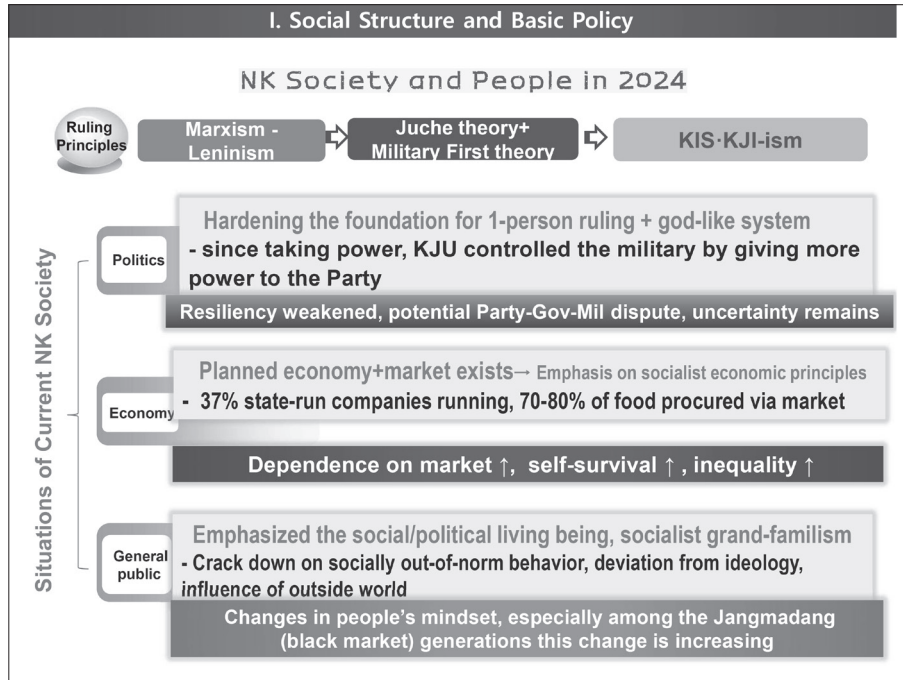 I. Social Structure and Basic Policy
NK Society and People in 2024
Ruling
Principles
Marxism -
Leninism
Juche theory+
Military First theory
KIS·KJI-ism
Situations of Current NK Society
Politics
Hardening the foundation for 1-person ruling + god-like system
- since taking power, KJU controlled the military by giving more
power to the Party
Resiliency weakened, potential Party-Gov-Mil dispute, uncertainty remains
Economy
Planned economy+market exists→ Emphasis on socialist economic principles
- 37% state-run companies running, 70-80% of food procured via market
Dependence on market ↑, self-survival ↑ , inequality ↑
General
public
Emphasized the social/political living being, socialist grand-familism
- Crack down on socially out-of-norm behavior, deviation from ideology,
influence of outside world
Changes in people's mindset, especially among the Jangmadang
(black market) generations this change is increasing